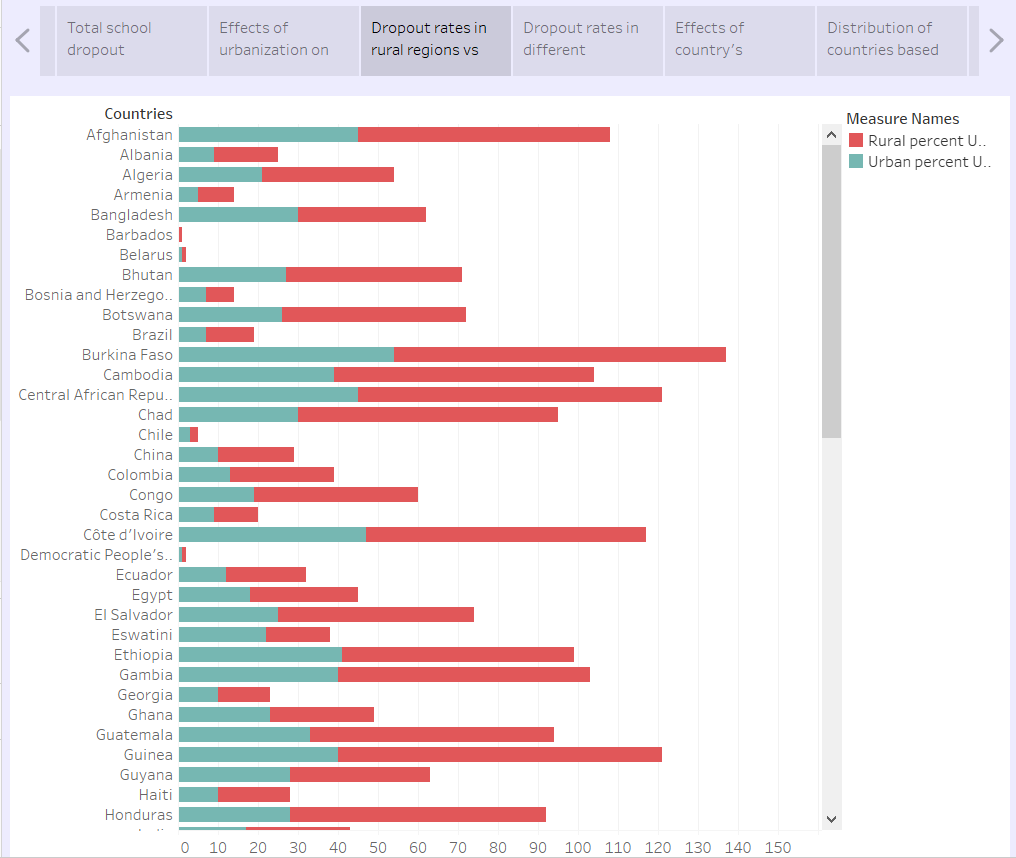 Total school
dropout
Effects of
urbanization on
Dropout rates in
rural regions vs
Dropout rates in
different
Effects of
country's
Distribution of
countries based
Countries
Measure Names
Rural percent U..
Urban percent U..
Afghanistan
Albania
Algeria
Armenia
Bangladesh
Barbados
Belarus
Bhutan
Bosnia and Herzego..
Botswana
Brazil
Burkina Faso
Cambodia
Central African Repu..
Chad
Chile
China
Colombia
Congo
Costa Rica
Côte d'Ivoire
Democratic People's..
Ecuador
Egypt
El Salvador
Eswatini
Ethiopia
Gambia
Georgia
Ghana
Guatemala
Guinea
Guyana
Haiti
Honduras
0 10 20 30 40 50 60 70 80 90 100 110 120 130 140 150